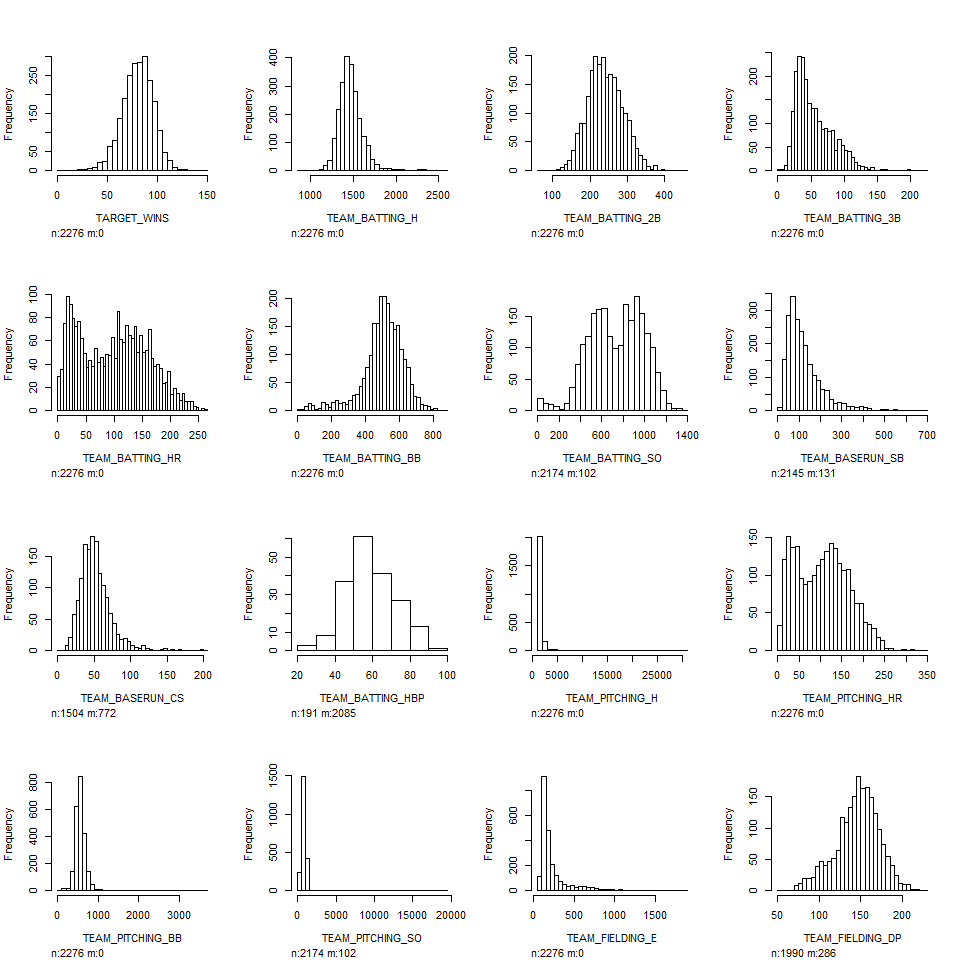 Frequency
0 50 150 250
0 50 100 150
TARGET_WINS
n:2276 m:0
Frequency
0 100 200 300 400
1000 1500 2000 2500
TEAM_BATTING_H
n:2276 m:0
Frequency
0 50 100 150 200
100 200 300 400
TEAM_BATTING_2B
n:2276 m:0
Frequency
0 50 100 200
0 50 100 150 200
TEAM_BATTING_3B
n:2276 m:0
Frequency
0 20 40 60 80 100
0 50 100 150 200 250
TEAM_BATTING_HR
n:2276 m:0
Frequency
0 50 100 150 200
0 200 400 600 800
TEAM_BATTING_BB
n:2276 m:0
Frequency
0 50 100 150
0 200 600 1000 1400
TEAM_BATTING_SO
n:2174 m:102
Frequency
0 100 200 300
0 100 300 500 700
TEAM_BASERUN_SB
n:2145 m:131
Frequency
0 50 100 150
0 50 100 150 200
TEAM_BASERUN_CS
n:1504 m:772
Frequency
0 10 30 50
20 40 60 80 100
TEAM_BATTING_HBP
n:191 m:2085
Frequency
0 500 1500
0 5000 15000 25000
TEAM_PITCHING_H
n:2276 m:0
Frequency
0 50 100 150
0 50 150 250 350
TEAM_PITCHING_HR
n:2276 m:0
Frequency
0 200 400 600 800
0 1000 2000 3000
TEAM_PITCHING_BB
n:2276 m:0
Frequency
0 500 1000 1500
0 5000 10000 20000
TEAM_PITCHING_SO
n:2174 m:102
Frequency
0 200 600
0 500 1000 1500
TEAM_FIELDING_E
n:2276 m:0
Frequency
0 50 100 150
50 100 150 200
TEAM_FIELDING_DP
n:1990 m:286